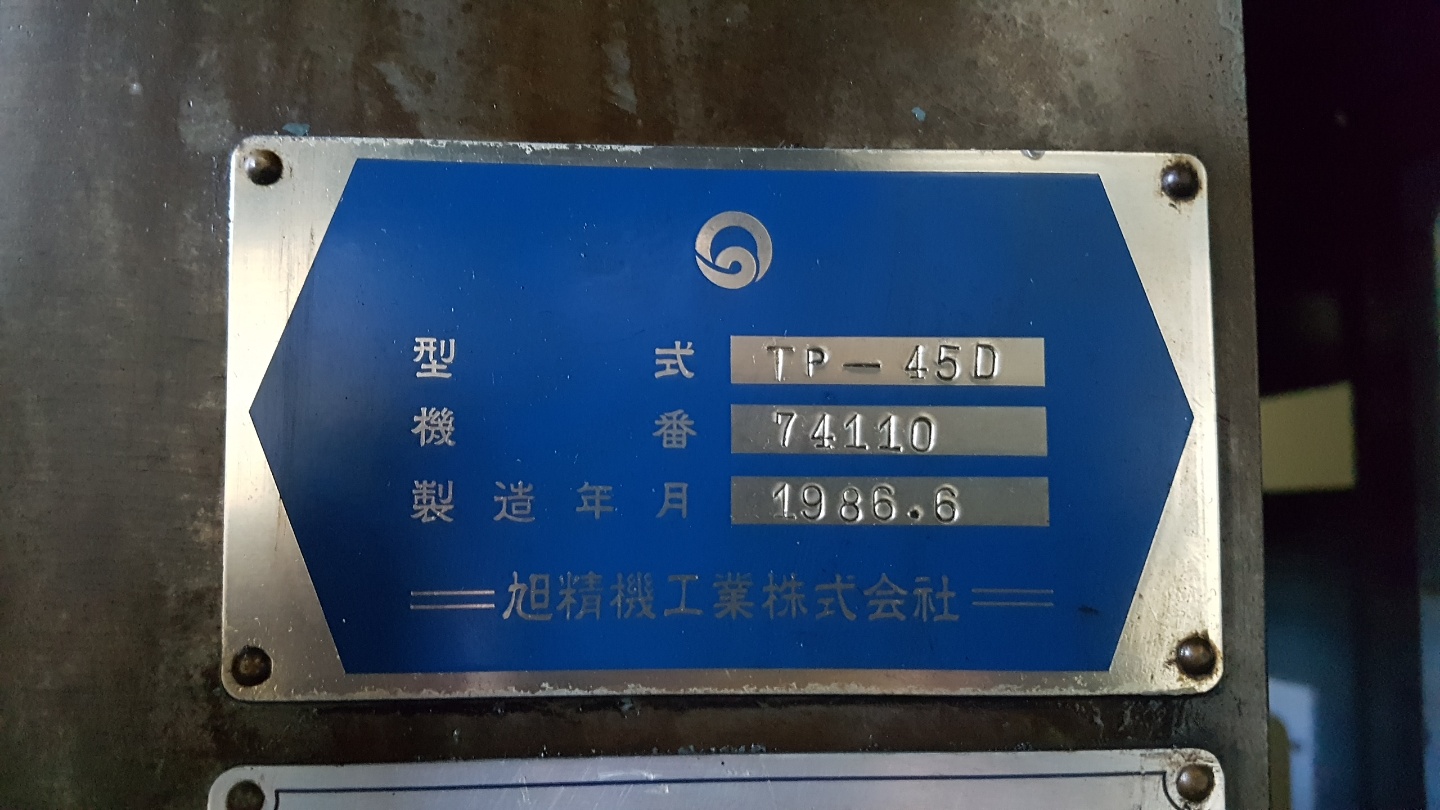 型式 TP-45D
機番 74110
製造年月 1986.6
旭精機工業株式会社